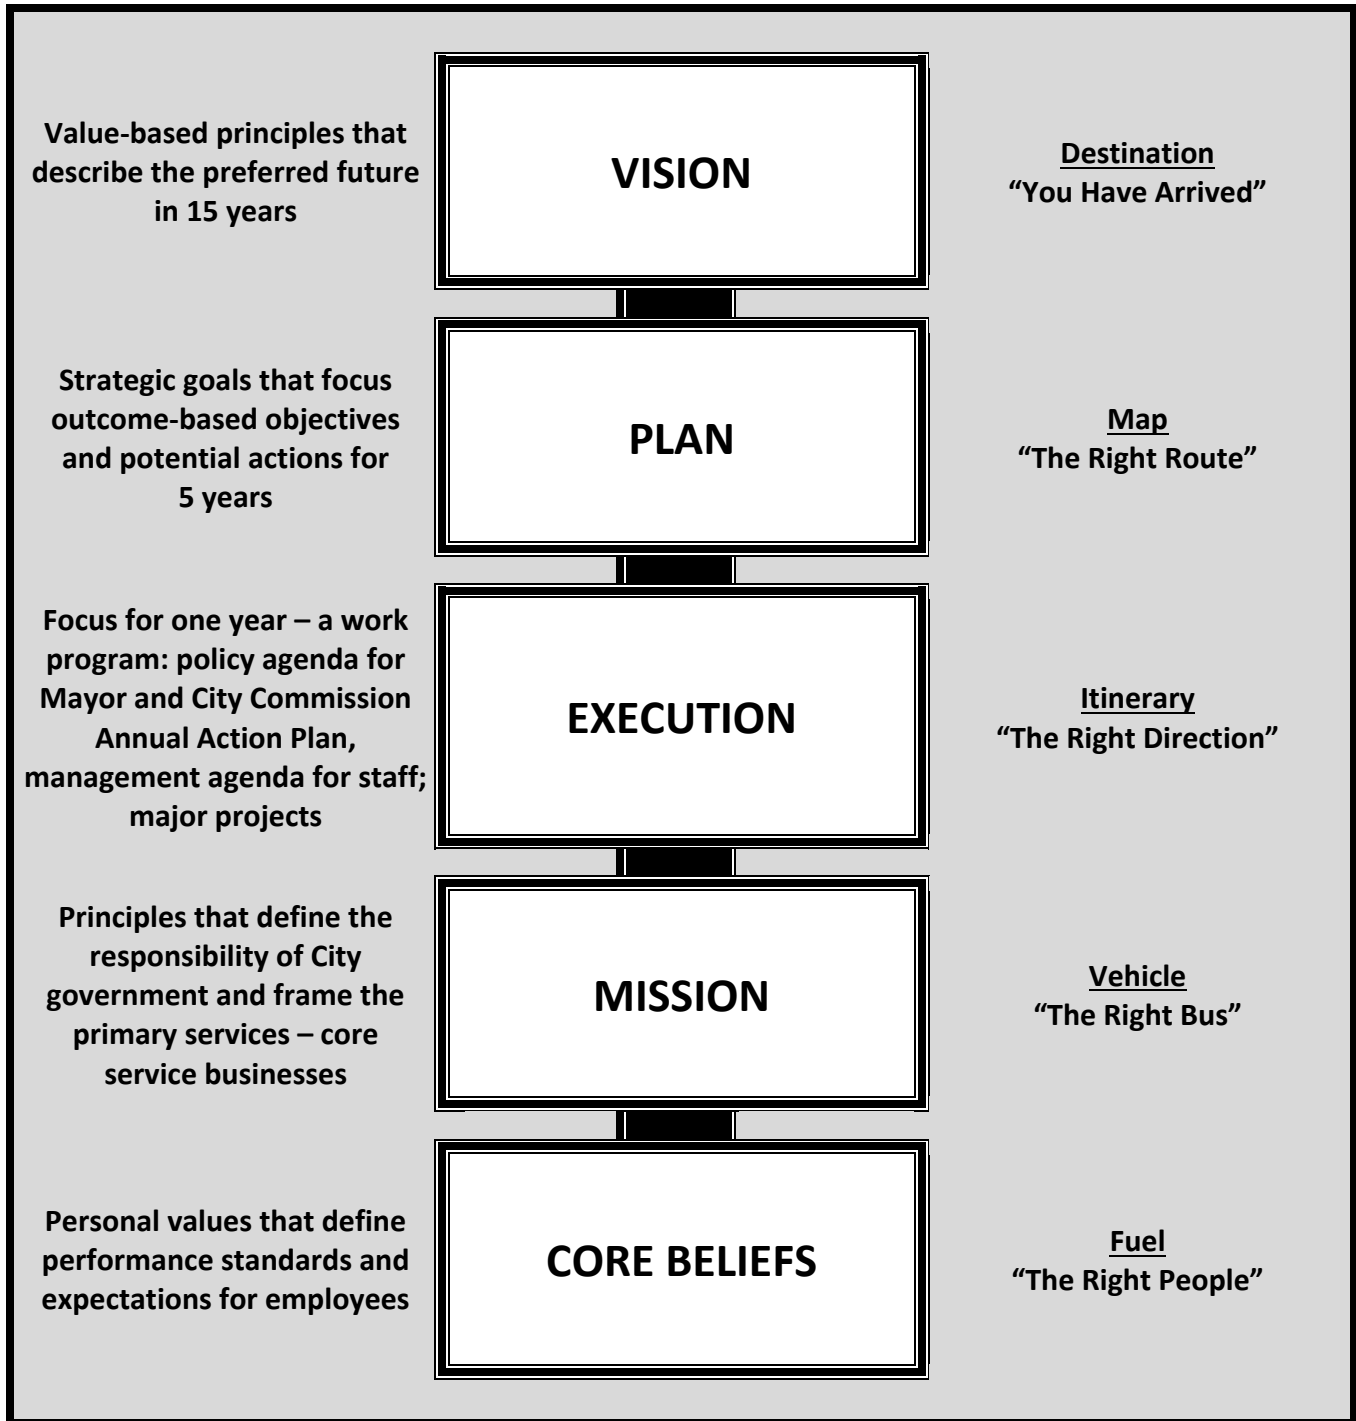 Value-based principles that
describe the preferred future
in 15 years
VISION
Destination
“You Have Arrived”
Strategic goals that focus
outcome-based objectives
and potential actions for
5 years
PLAN
Map
“The Right Route”
Focus for one year – a work
program: policy agenda for
Mayor and City Commission
Annual Action Plan,
management agenda for staff;
major projects
EXECUTION
Itinerary
“The Right Direction”
Principles that define the
responsibility of City
government and frame the
primary services – core
service businesses
MISSION
Vehicle
“The Right Bus”
Personal values that define
performance standards and
expectations for employees
CORE BELIEFS
Fuel
“The Right People”